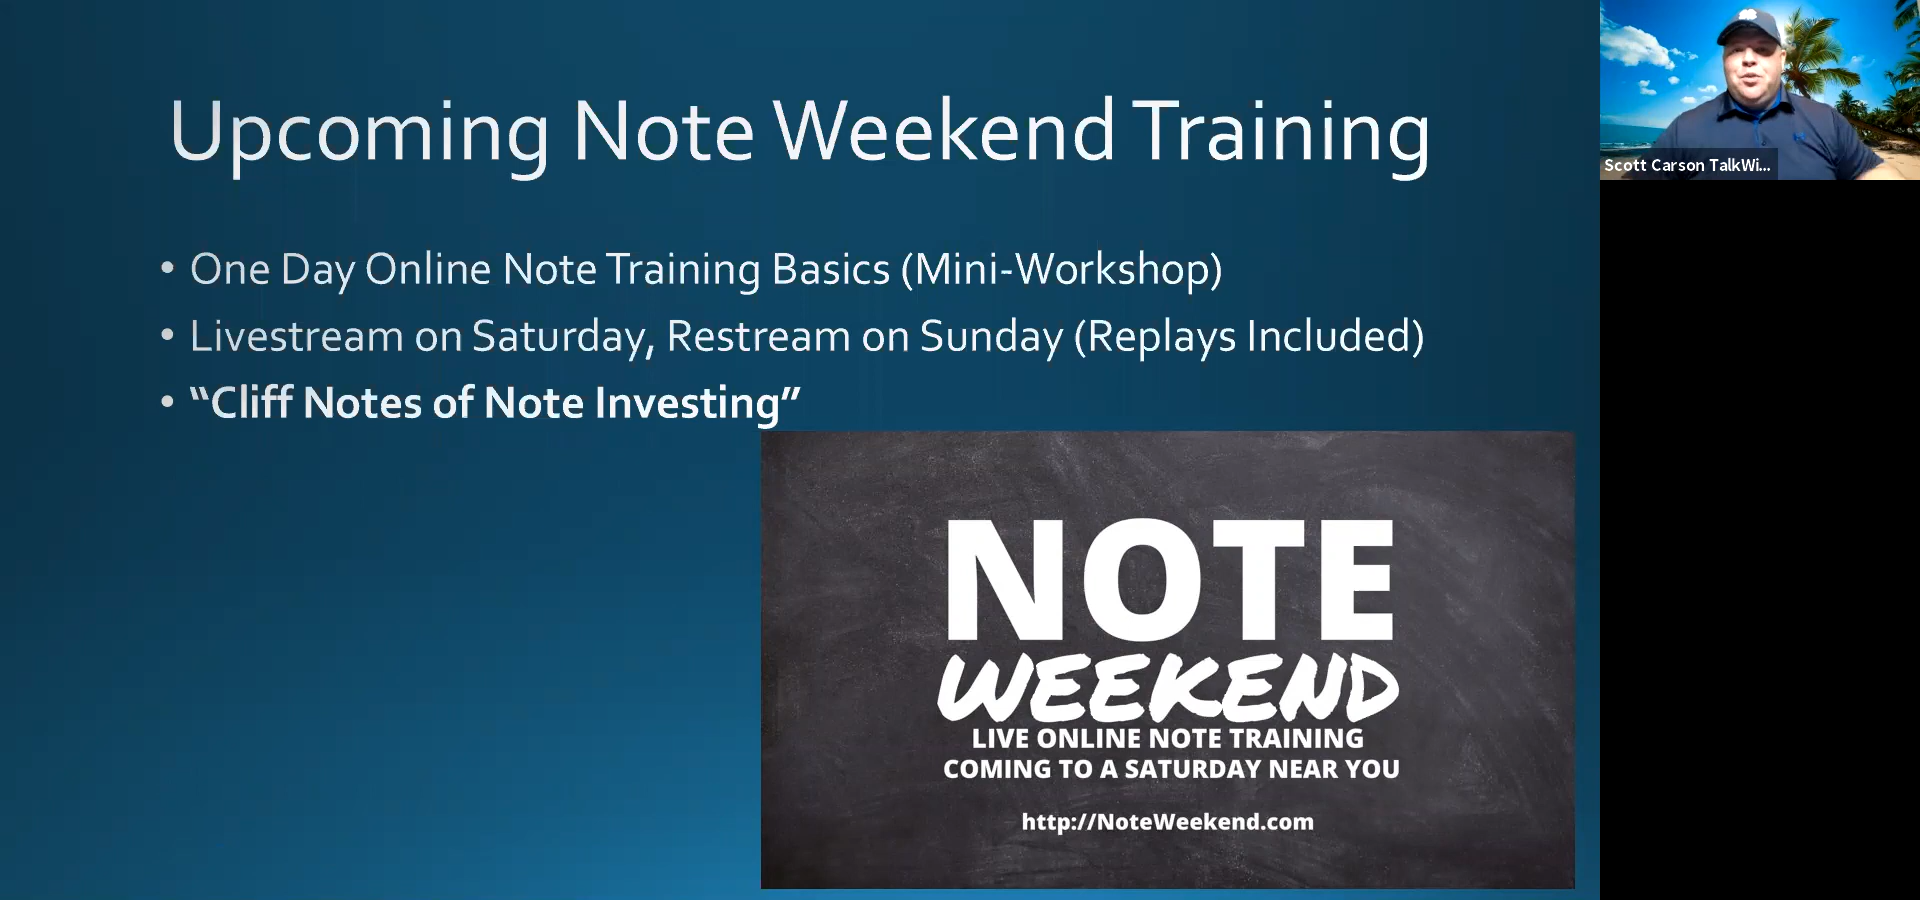 Upcoming Note Weekend Training
• One Day Online Note Training Basics (Mini-Workshop)
• Livestream on Saturday, Restream on Sunday (Replays Included)
• “Cliff Notes of Note Investing”
NOTE
WEEKEND
LIVE ONLINE NOTE TRAINING
COMING TO A SATURDAY NEAR YOU
http://NoteWeekend.com
Scott Carson TalkWi...